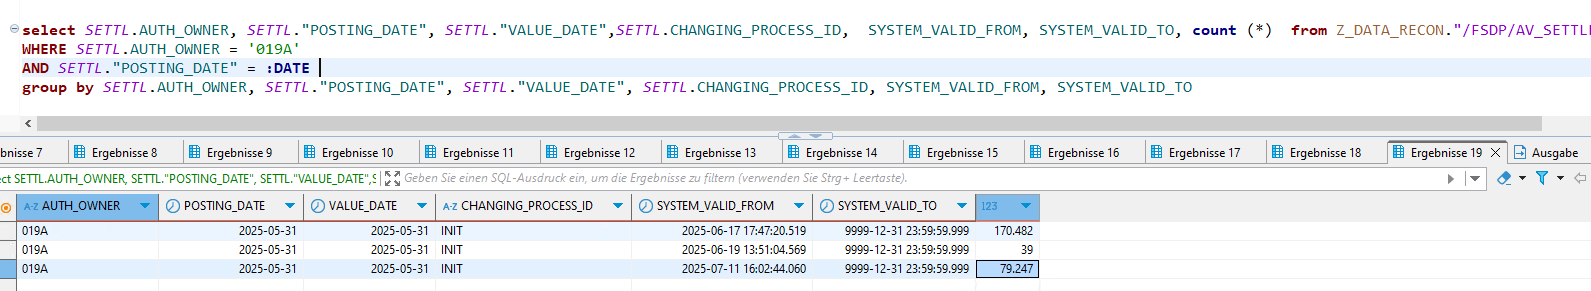 select SETTL.AUTH_OWNER, SETTL."POSTING_DATE", SETTL."VALUE_DATE",SETTL.CHANGING_PROCESS_ID,  SYSTEM_VALID_FROM, SYSTEM_VALID_TO, count (*)  from Z_DATA_RECON."/FSDP/AV_SETTL
WHERE SETTL.AUTH_OWNER = '019A'
AND SETTL."POSTING_DATE" = :DATE
group by SETTL.AUTH_OWNER, SETTL."POSTING_DATE", SETTL."VALUE_DATE", SETTL.CHANGING_PROCESS_ID, SYSTEM_VALID_FROM, SYSTEM_VALID_TO
bnisse 7 Ergebnisse 8 Ergebnisse 9 Ergebnisse 10 Ergebnisse 11 Ergebnisse 12 Ergebnisse 13 Ergebnisse 14 Ergebnisse 15 Ergebnisse 16 Ergebnisse 17 Ergebnisse 18 Ergebnisse 19 Ausgabe
ect SETTL.AUTH_OWNER, SETTL."POSTING_DATE", SETTL."VALUE_DATE",S Geben Sie einen SQL-Ausdruck ein, um die Ergebnisse zu filtern (verwenden Sie Strg+ Leertaste).
A-Z AUTH_OWNER POSTING_DATE VALUE_DATE A-Z CHANGING_PROCESS_ID SYSTEM_VALID_FROM SYSTEM_VALID_TO 123
019A 2025-05-31 2025-05-31 INIT 2025-06-17 17:47:20.519 9999-12-31 23:59:59.999 170.482
019A 2025-05-31 2025-05-31 INIT 2025-06-19 13:51:04.569 9999-12-31 23:59:59.999 39
019A 2025-05-31 2025-05-31 INIT 2025-07-11 16:02:44.060 9999-12-31 23:59:59.999 79.247